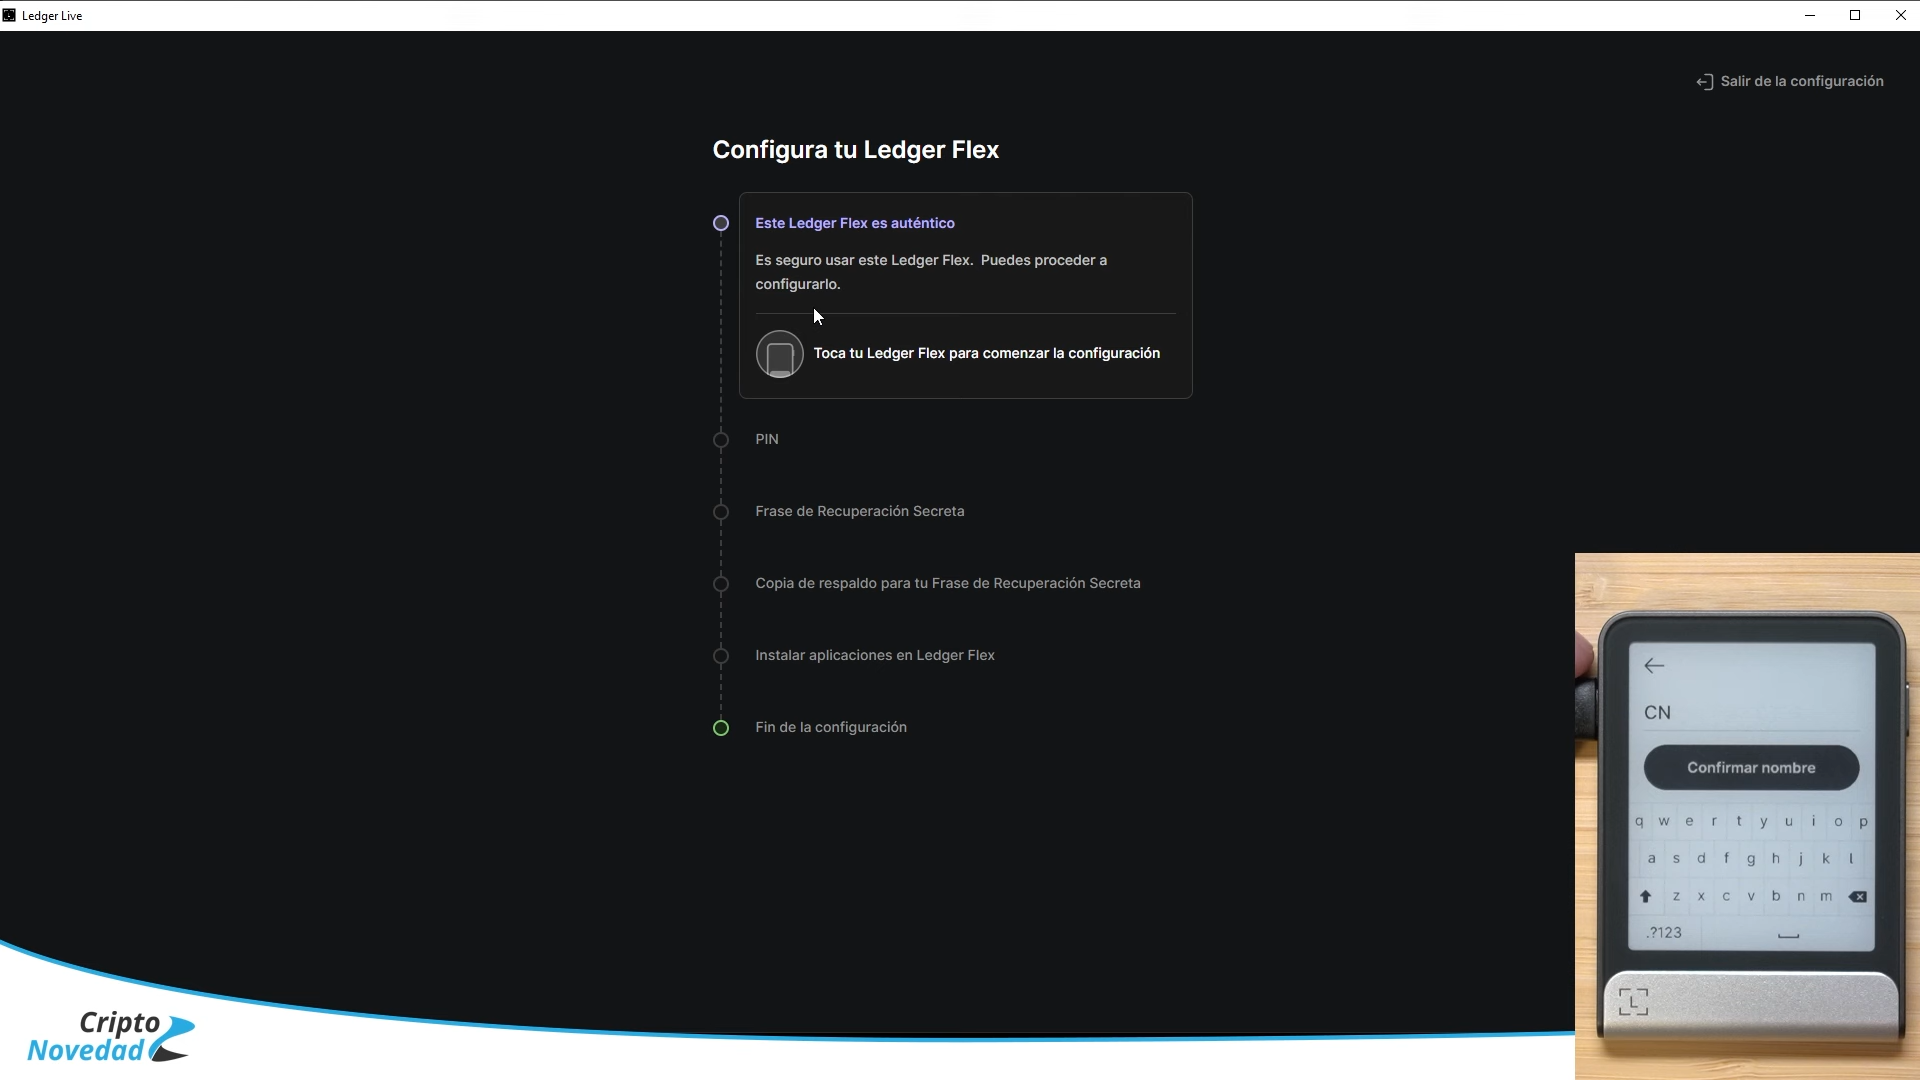 Ledger Live
Salir de la configuración
Configura tu Ledger Flex
Este Ledger Flex es auténtico
Es seguro usar este Ledger Flex. Puedes proceder a
configurarlo.
Toca tu Ledger Flex para comenzar la configuración
PIN
Frase de Recuperación Secreta
Copia de respaldo para tu Frase de Recuperación Secreta
Instalar aplicaciones en Ledger Flex
Fin de la configuración
CN
Confirmar nombre
q w e r t y u i o p
a s d f g h j k l
z x c v b n m
.?123
L
Cripto
Novedad